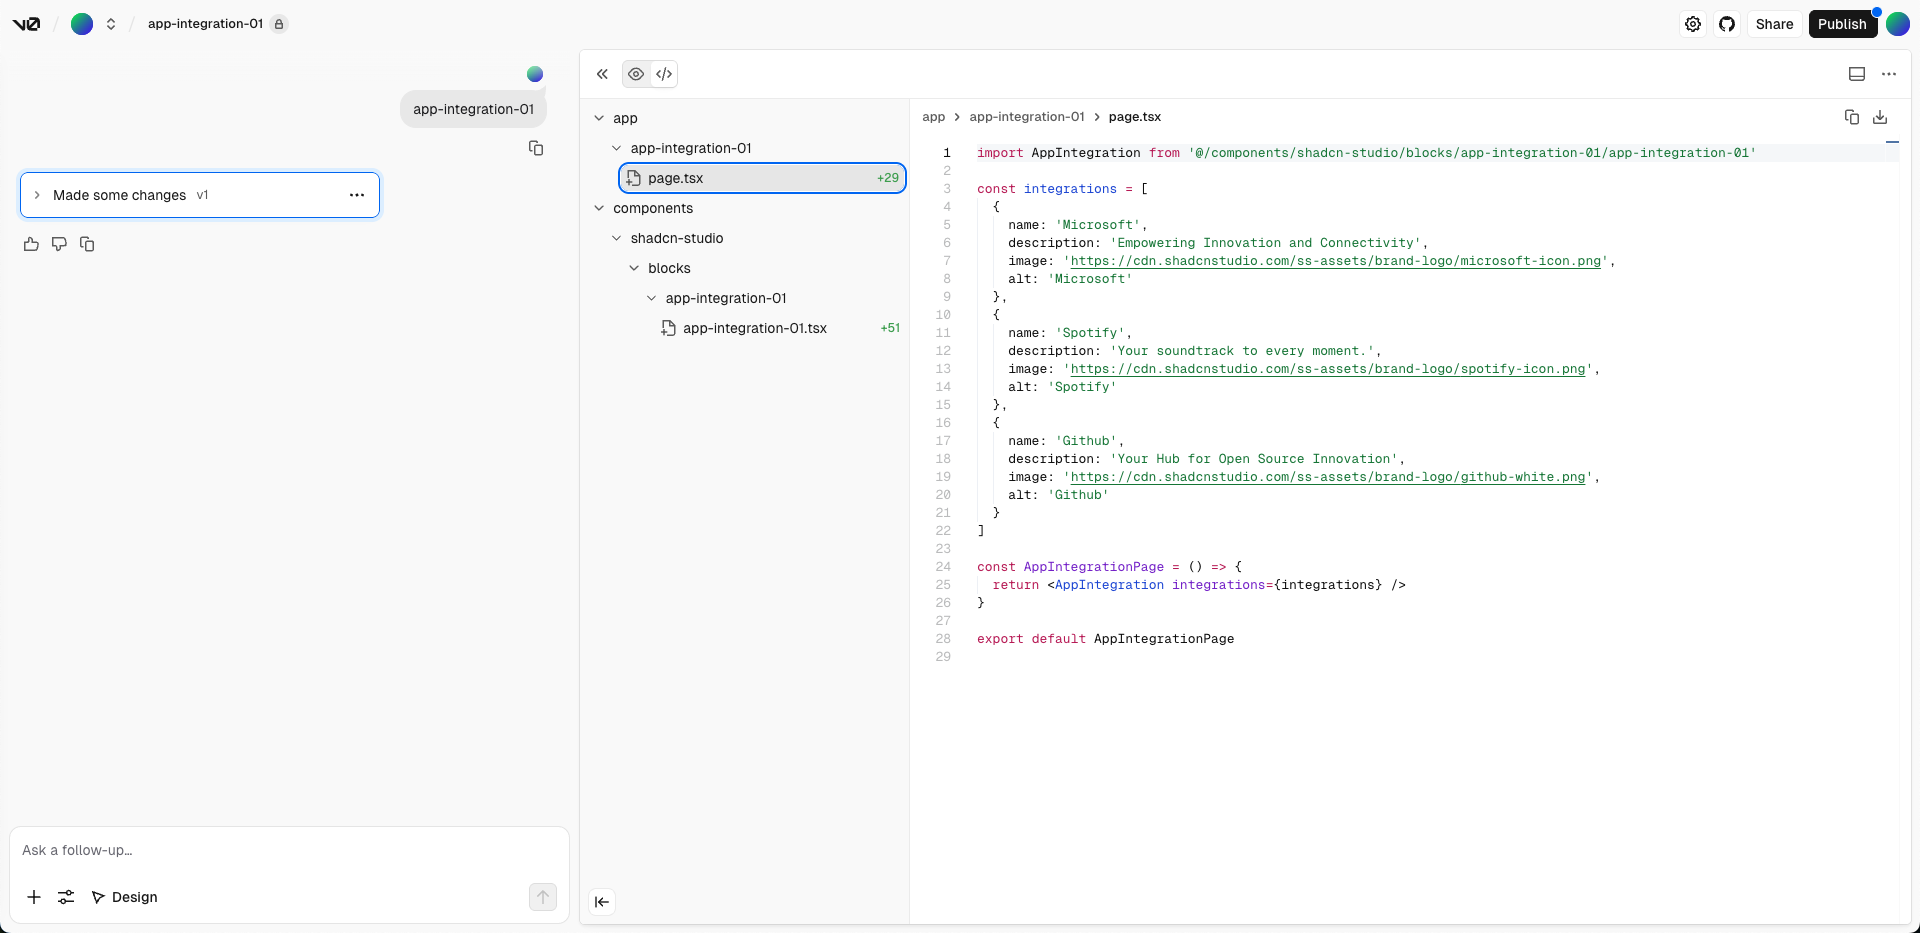 v0
app-integration-01
Share
Publish
app-integration-01
Made some changes v1
Ask a follow-up...
Design
app
app-integration-01
page.tsx +29
components
shadcn-studio
blocks
app-integration-01
app-integration-01.tsx +51
app > app-integration-01 > page.tsx
1 import AppIntegration from '@/components/shadcn-studio/blocks/app-integration-01/app-integration-01'
2
3 const integrations = [
4 {
5 name: 'Microsoft',
6 description: 'Empowering Innovation and Connectivity',
7 image: 'https://cdn.shadcnstudio.com/ss-assets/brand-logo/microsoft-icon.png',
8 alt: 'Microsoft'
9 },
10 {
11 name: 'Spotify',
12 description: 'Your soundtrack to every moment.',
13 image: 'https://cdn.shadcnstudio.com/ss-assets/brand-logo/spotify-icon.png',
14 alt: 'Spotify'
15 },
16 {
17 name: 'Github',
18 description: 'Your Hub for Open Source Innovation',
19 image: 'https://cdn.shadcnstudio.com/ss-assets/brand-logo/github-white.png',
20 alt: 'Github'
21 }
22 ]
23
24 const AppIntegrationPage = () => {
25 return <AppIntegration integrations={integrations} />
26 }
27
28 export default AppIntegrationPage
29